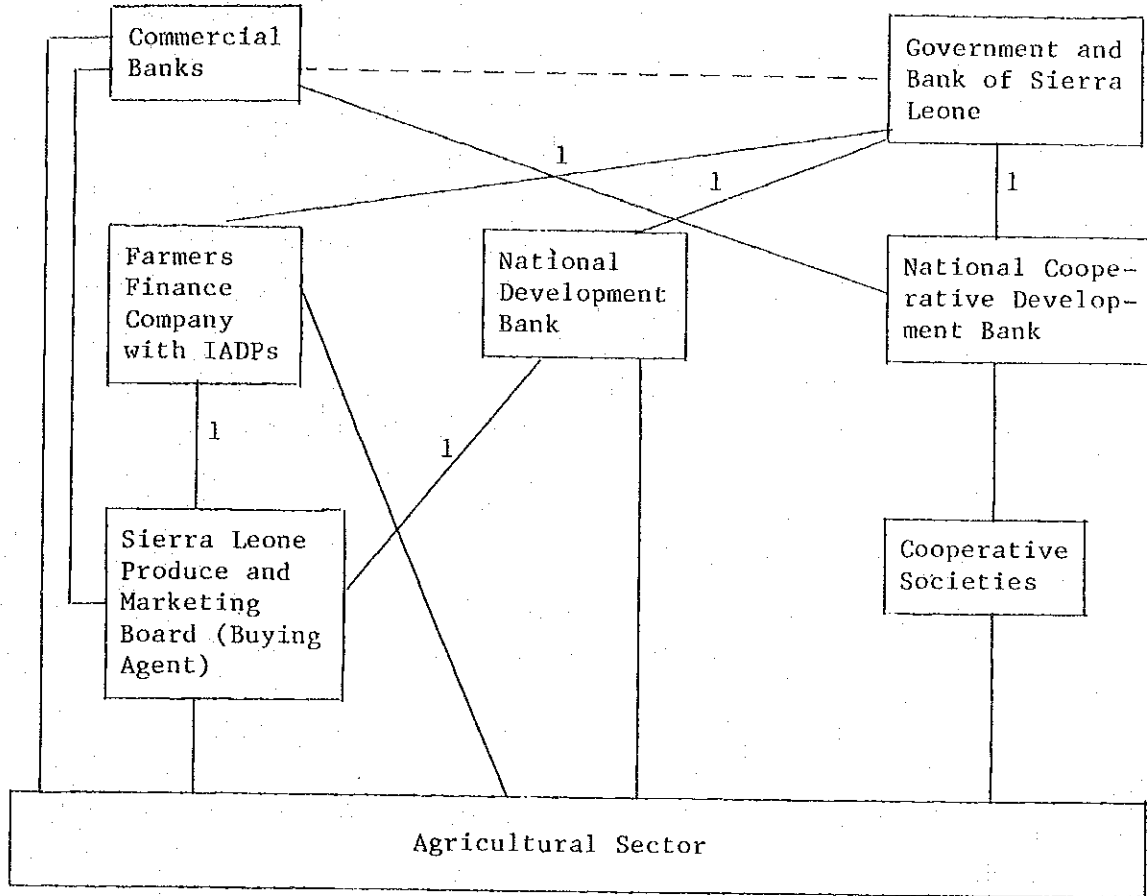 Commercial
Banks
Government and
Bank of Sierra
Leone
1
1
1
Farmers
Finance
Company
with IADPs
National
Development
Bank
National Coope-
rative Develop-
ment Bank
1
1
Sierra Leone
Produce and
Marketing
Board (Buying
Agent)
Cooperative
Societies
Agricultural Sector